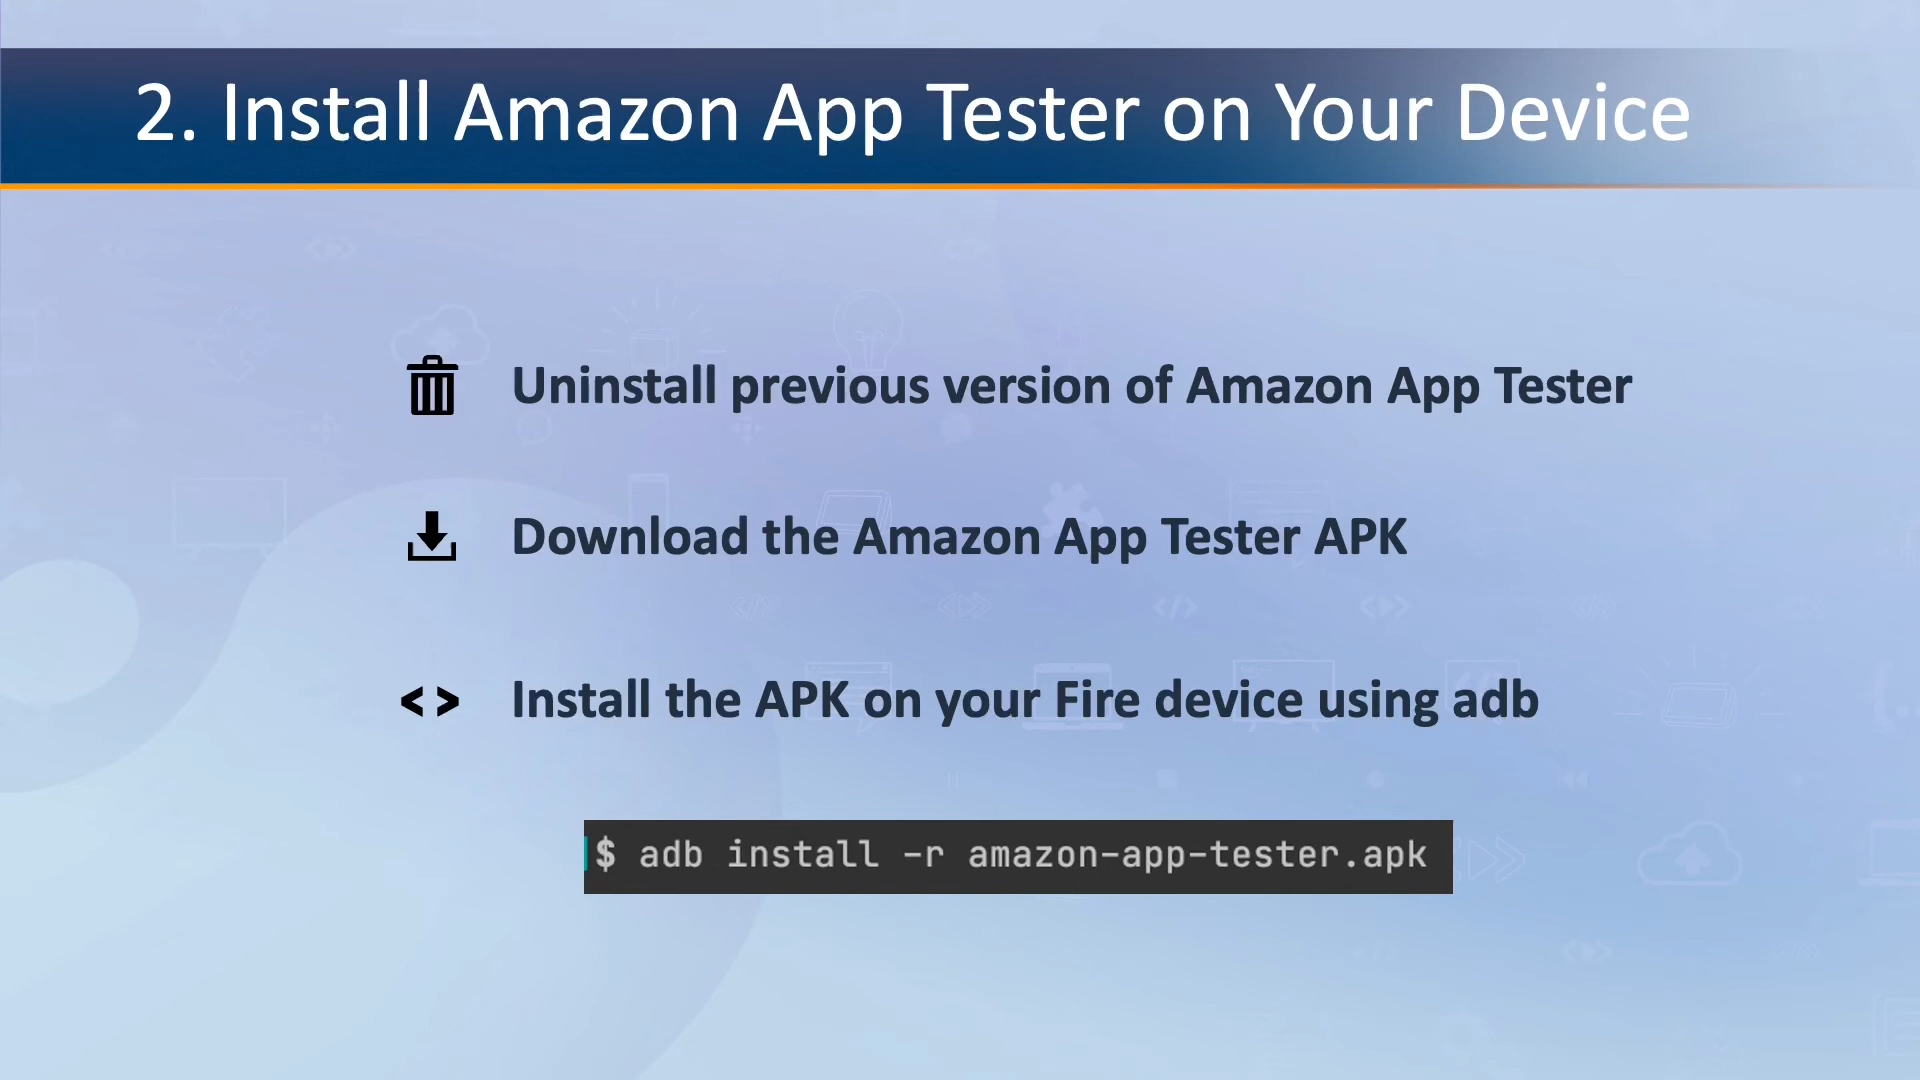 2. Install Amazon App Tester on Your Device
Uninstall previous version of Amazon App Tester
Download the Amazon App Tester APK
Install the APK on your Fire device using adb
$ adb install -r amazon-app-tester.apk